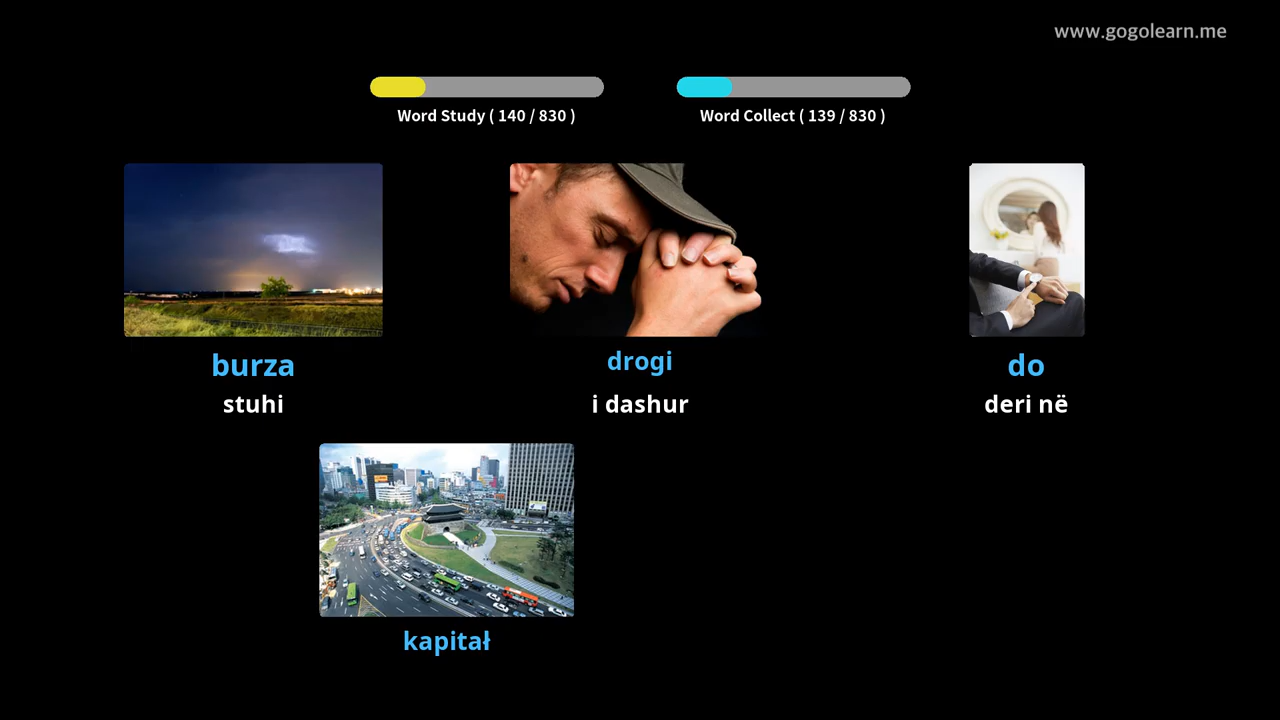 www.gogolearn.me
Word Study ( 140 / 830 )
Word Collect ( 139 / 830 )
burza
stuhi
drogi
i dashur
do
deri në
kapitał